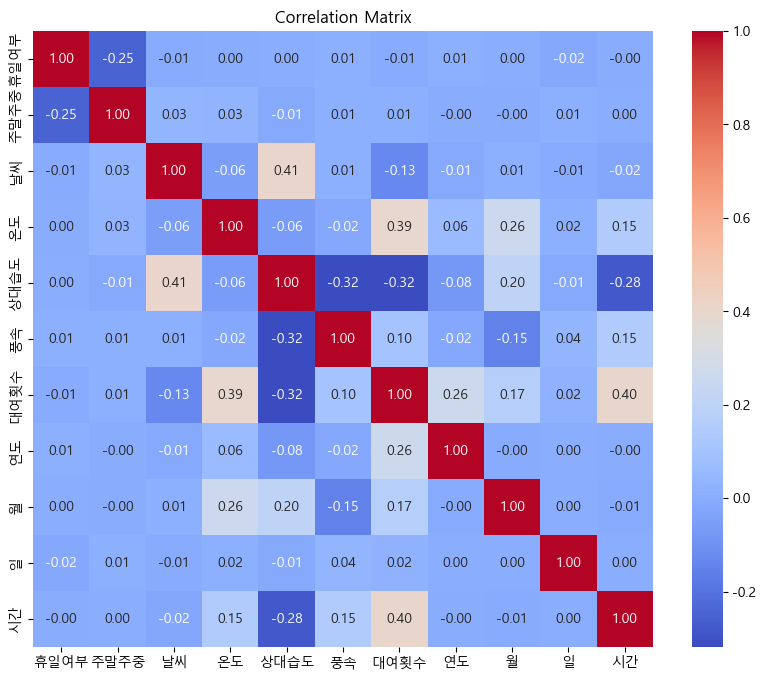 Correlation Matrix
휴일여부 1.00 -0.25 -0.01 0.00 0.00 0.01 -0.01 0.01 0.00 -0.02 -0.00
주말주중 -0.25 1.00 0.03 0.03 -0.01 0.01 0.01 -0.00 -0.00 0.01 0.00
날씨 -0.01 0.03 1.00 -0.06 0.41 0.01 -0.13 -0.01 0.01 -0.01 -0.02
온도 0.00 0.03 -0.06 1.00 -0.06 -0.02 0.39 0.06 0.26 0.02 0.15
상대습도 0.00 -0.01 0.41 -0.06 1.00 -0.32 -0.32 -0.08 0.20 -0.01 -0.28
풍속 0.01 0.01 0.01 -0.02 -0.32 1.00 0.10 -0.02 -0.15 0.04 0.15
대여횟수 -0.01 0.01 -0.13 0.39 -0.32 0.10 1.00 0.26 0.17 0.02 0.40
연도 0.01 -0.00 -0.01 0.06 -0.08 -0.02 0.26 1.00 -0.00 0.00 -0.00
월 0.00 -0.00 0.01 0.26 0.20 -0.15 0.17 -0.00 1.00 0.00 -0.01
일 -0.02 0.01 -0.01 0.02 -0.01 0.04 0.02 0.00 0.00 1.00 0.00
시간 -0.00 0.00 -0.02 0.15 -0.28 0.15 0.40 -0.00 -0.01 0.00 1.00
휴일여부 주말주중 날씨 온도 상대습도 풍속 대여횟수 연도 월 일 시간
1.0
0.8
0.6
0.4
0.2
0.0
-0.2